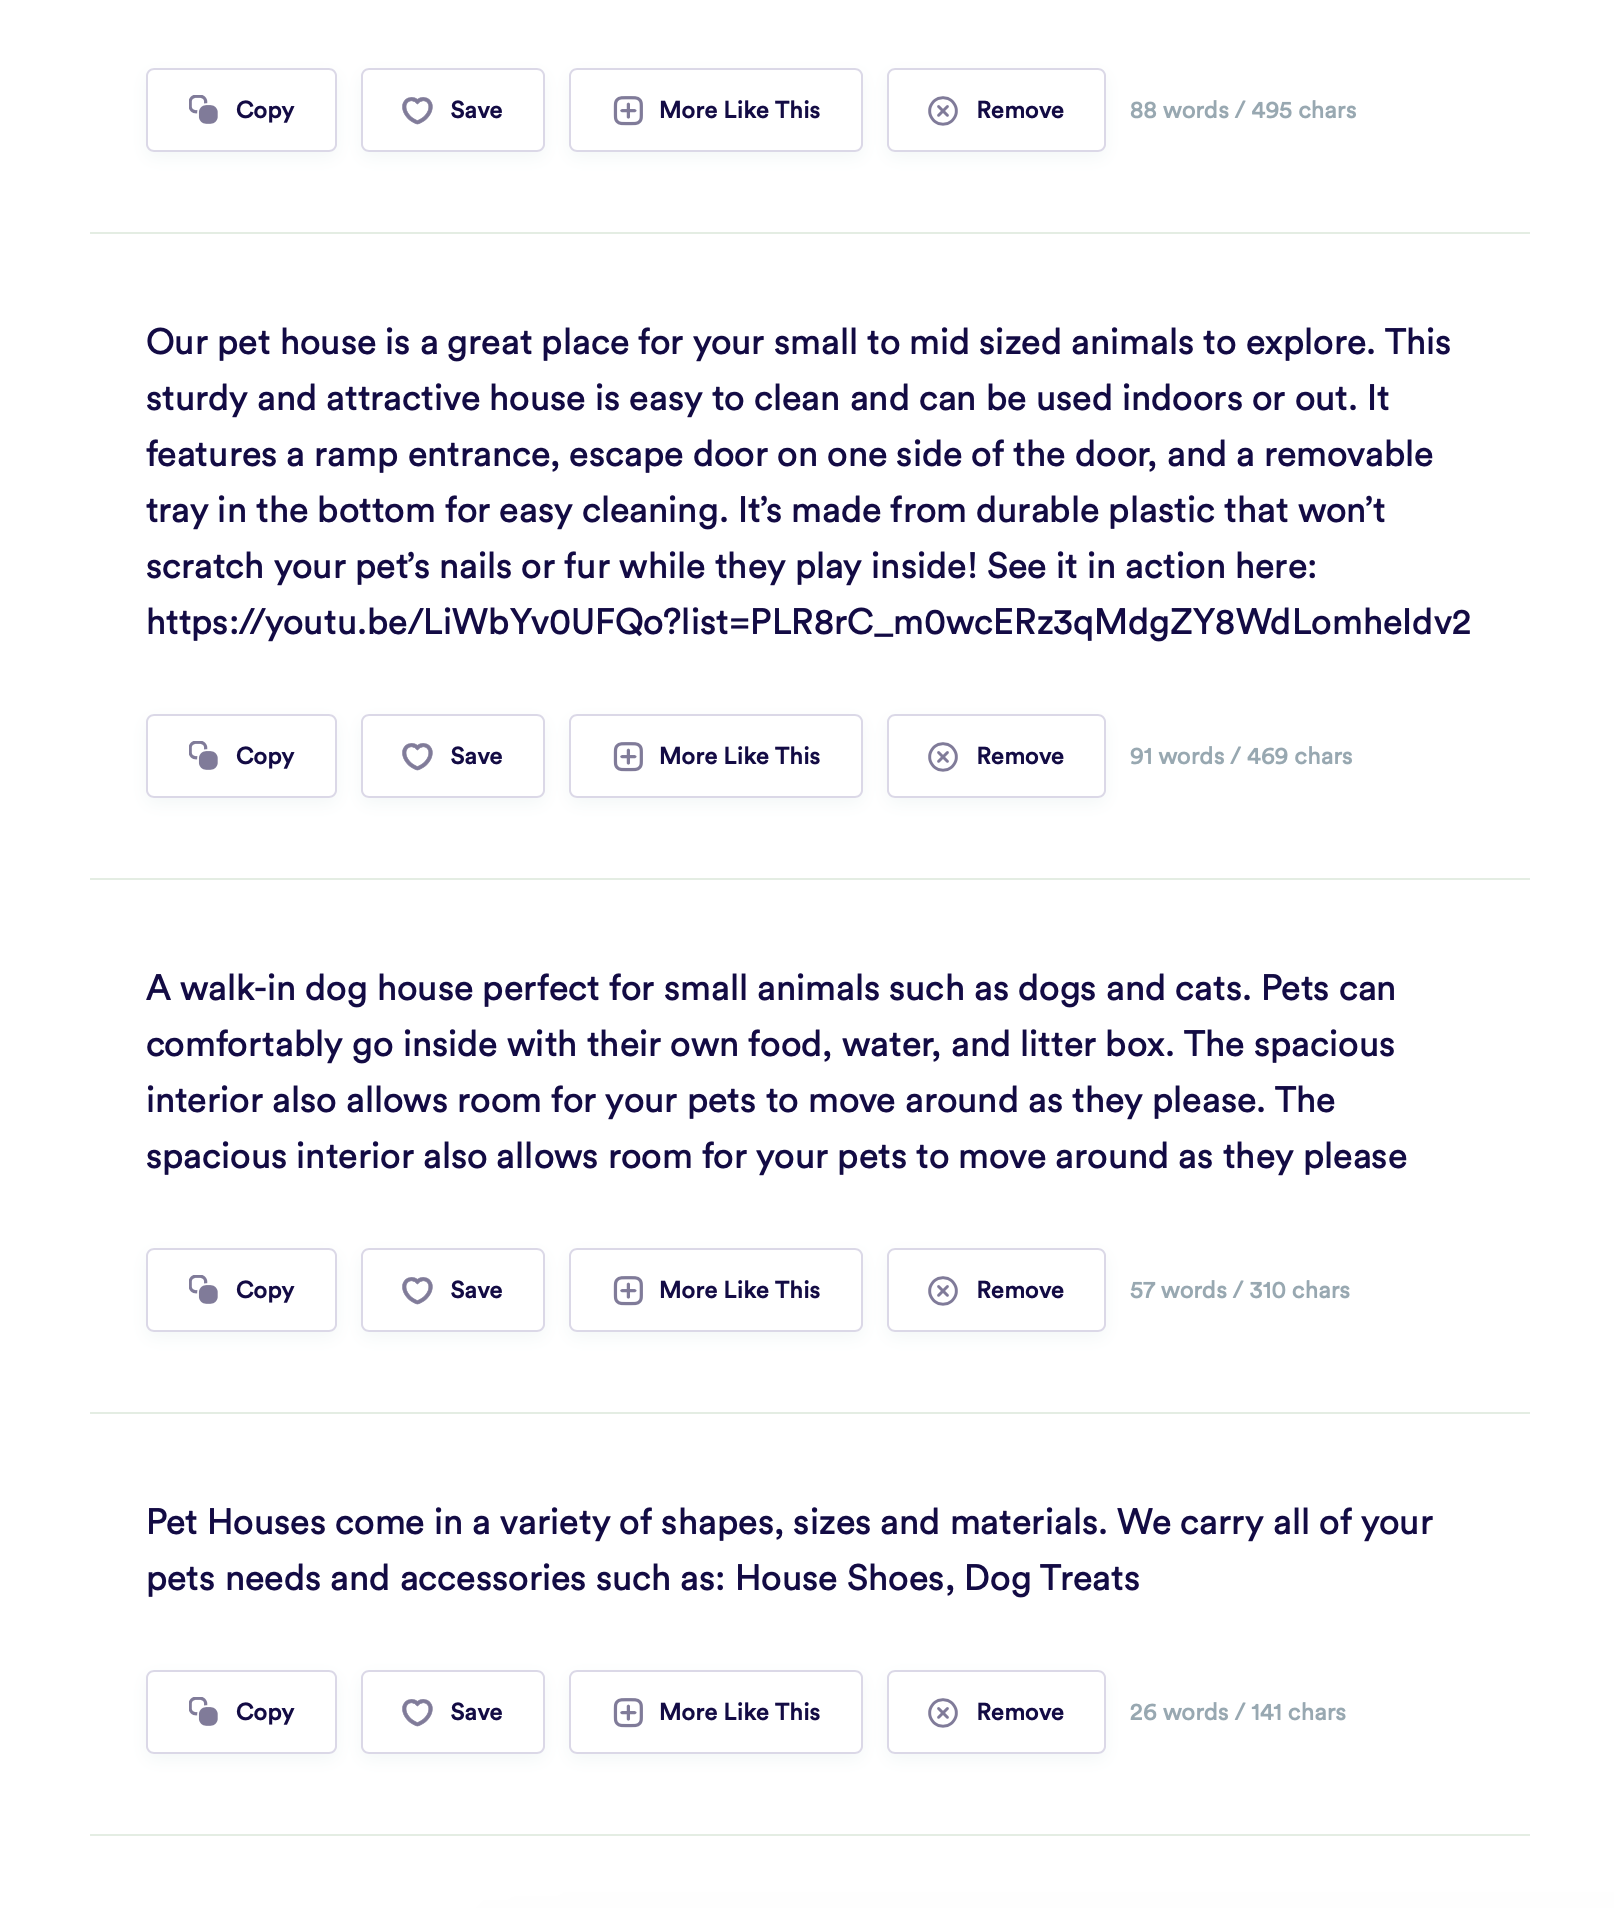 Copy Save More Like This Remove 88 words / 495 chars
Our pet house is a great place for your small to mid sized animals to explore. This
sturdy and attractive house is easy to clean and can be used indoors or out. It
features a ramp entrance, escape door on one side of the door, and a removable
tray in the bottom for easy cleaning. It’s made from durable plastic that won’t
scratch your pet’s nails or fur while they play inside! See it in action here:
https://youtu.be/LiWbYv0UFQo?list=PLR8rC_m0wcERz3qMdgZY8WdLomheIdv2
Copy Save More Like This Remove 91 words / 469 chars
A walk-in dog house perfect for small animals such as dogs and cats. Pets can
comfortably go inside with their own food, water, and litter box. The spacious
interior also allows room for your pets to move around as they please. The
spacious interior also allows room for your pets to move around as they please
Copy Save More Like This Remove 57 words / 310 chars
Pet Houses come in a variety of shapes, sizes and materials. We carry all of your
pets needs and accessories such as: House Shoes, Dog Treats
Copy Save More Like This Remove 26 words / 141 chars